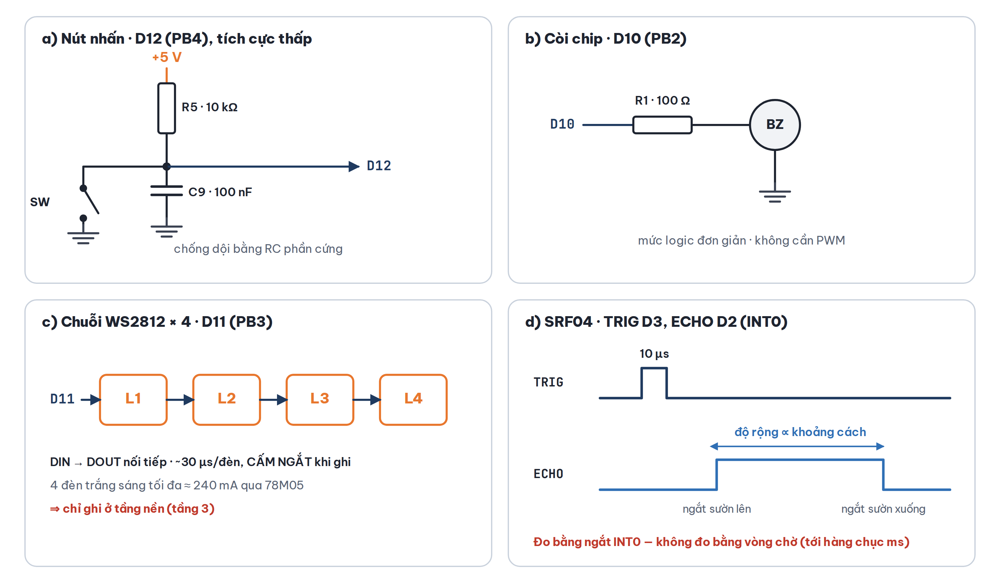 a) Nút nhấn · D12 (PB4), tích cực thấp
+5 V
R5 · 10 kΩ
D12
C9 · 100 nF
SW
chống dội bằng RC phần cứng
b) Còi chip · D10 (PB2)
R1 · 100 Ω
D10
BZ
mức logic đơn giản · không cần PWM
c) Chuỗi WS2812 × 4 · D11 (PB3)
D11
L1
L2
L3
L4
DIN → DOUT nối tiếp · ~30 µs/đèn, CẤM NGẮT khi ghi
4 đèn trắng sáng tối đa ≈ 240 mA qua 78M05
⇒ chỉ ghi ở tầng nền (tầng 3)
d) SRF04 · TRIG D3, ECHO D2 (INT0)
10 µs
TRIG
độ rộng ∝ khoảng cách
ECHO
ngắt sườn lên
ngắt sườn xuống
Đo bằng ngắt INT0 — không đo bằng vòng chờ (tới hàng chục ms)